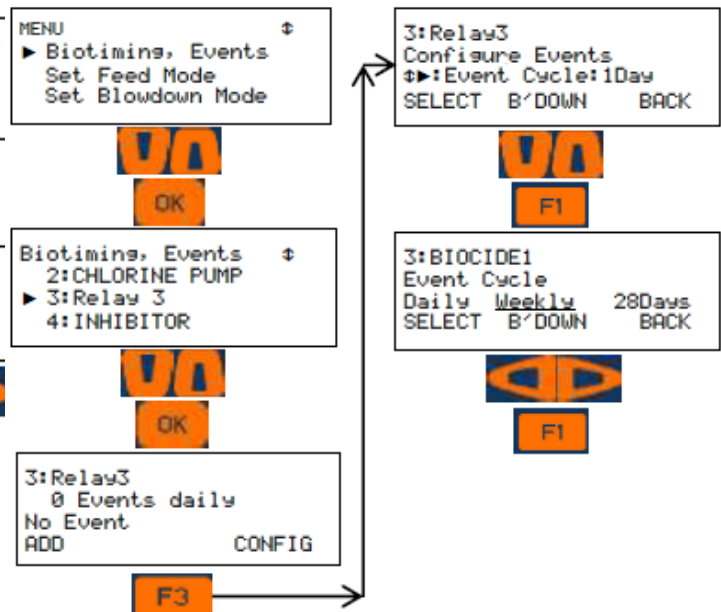 MENU
► Biotiming, Events
Set Feed Mode
Set Blowdown Mode
OK
Biotiming, Events
2:CHLORINE PUMP
► 3:Relay 3
4:INHIBITOR
OK
3:Relay3
0 Events daily
No Event
ADD CONFIG
F3
3:Relay3
Configure Events
↕►:Event Cycle:1Day
SELECT B'DOWN BACK
F1
3:BIOCIDE1
Event Cycle
Daily Weekly 28Days
SELECT B'DOWN BACK
F1